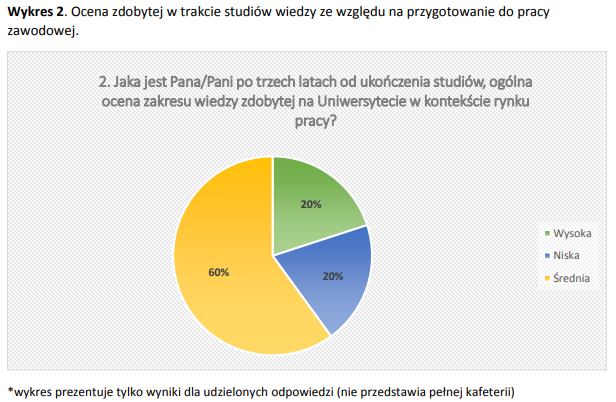 Wykres 2. Ocena zdobytej w trakcie studiów wiedzy ze względu na przygotowanie do pracy
zawodowej.
2. Jaka jest Pana/Pani po trzech latach od ukończenia studiów, ogólna
ocena zakresu wiedzy zdobytej na Uniwersytecie w kontekście rynku
pracy?
20%
20%
60%
Wysoka
Niska
Średnia
*wykres prezentuje tylko wyniki dla udzielonych odpowiedzi (nie przedstawia pełnej kafeterii)